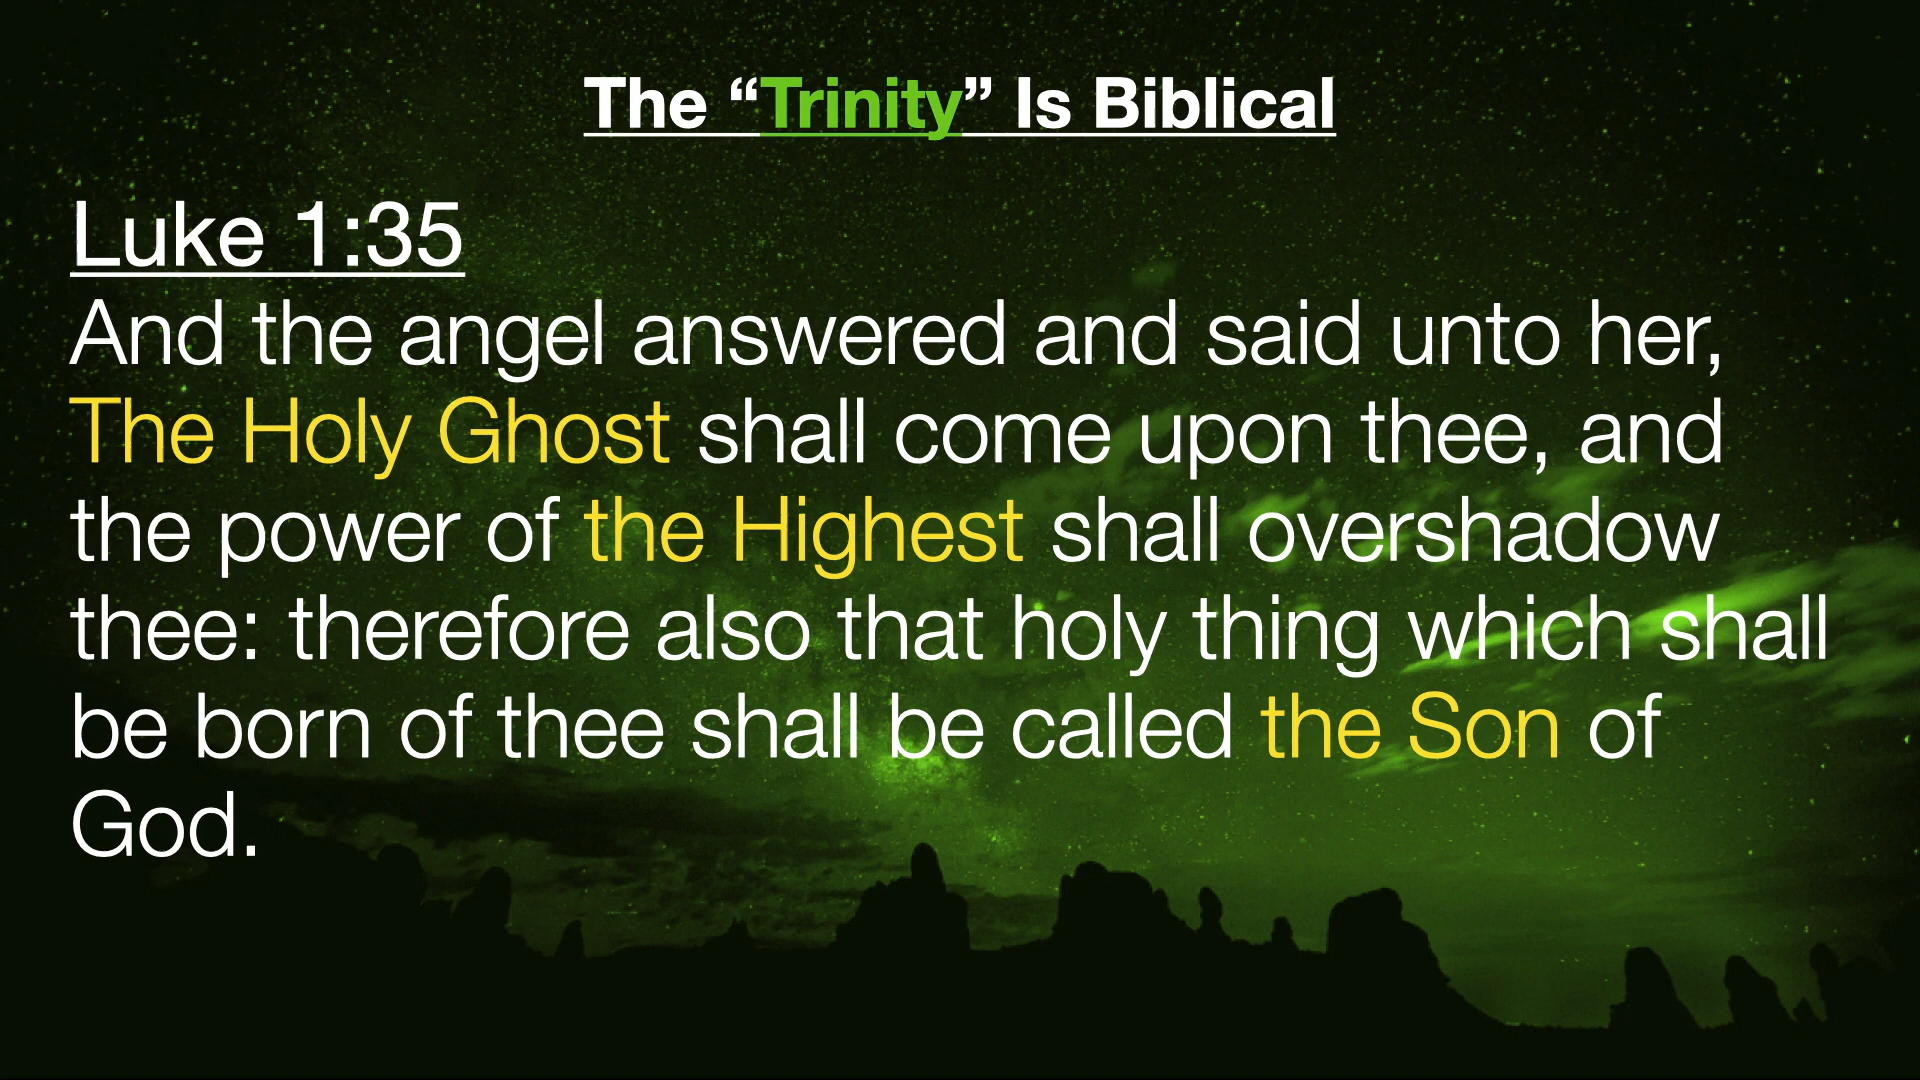 The “Trinity” Is Biblical
Luke 1:35
And the angel answered and said unto her,
The Holy Ghost shall come upon thee, and
the power of the Highest shall overshadow
thee: therefore also that holy thing which shall
be born of thee shall be called the Son of
God.